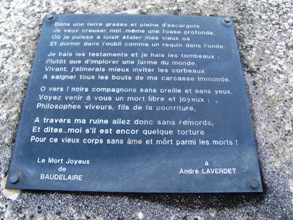 Dans une terre grasse et pleine d'escargots
Je veux creuser moi-même une fosse profonde,
Où je puisse à loisir étaler mes vieux os
Et dormir dans l'oubli comme un requin dans l'onde.
Je hais les testaments et je hais les tombeaux ;
Plutôt que d'implorer une larme du monde,
Vivant, j'aimerais mieux inviter les corbeaux
A saigner tous les bouts de ma carcasse immonde.
O vers ! noirs compagnons sans oreille et sans yeux,
Voyez venir à vous un mort libre et joyeux ;
Philosophes viveurs, fils de la pourriture,
A travers ma ruine allez donc sans remords,
Et dites-moi s'il est encor quelque torture
Pour ce vieux corps sans âme et mort parmi les morts !
Le Mort Joyeux
de
BAUDELAIRE
à
André LAVERDET